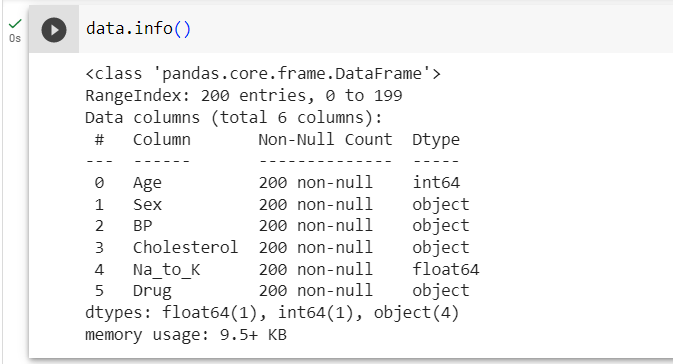 0s
data.info()
<class 'pandas.core.frame.DataFrame'>
RangeIndex: 200 entries, 0 to 199
Data columns (total 6 columns):
 #   Column       Non-Null Count  Dtype
---  ------       --------------  -----
 0   Age          200 non-null    int64
 1   Sex          200 non-null    object
 2   BP           200 non-null    object
 3   Cholesterol  200 non-null    object
 4   Na_to_K      200 non-null    float64
 5   Drug         200 non-null    object
dtypes: float64(1), int64(1), object(4)
memory usage: 9.5+ KB